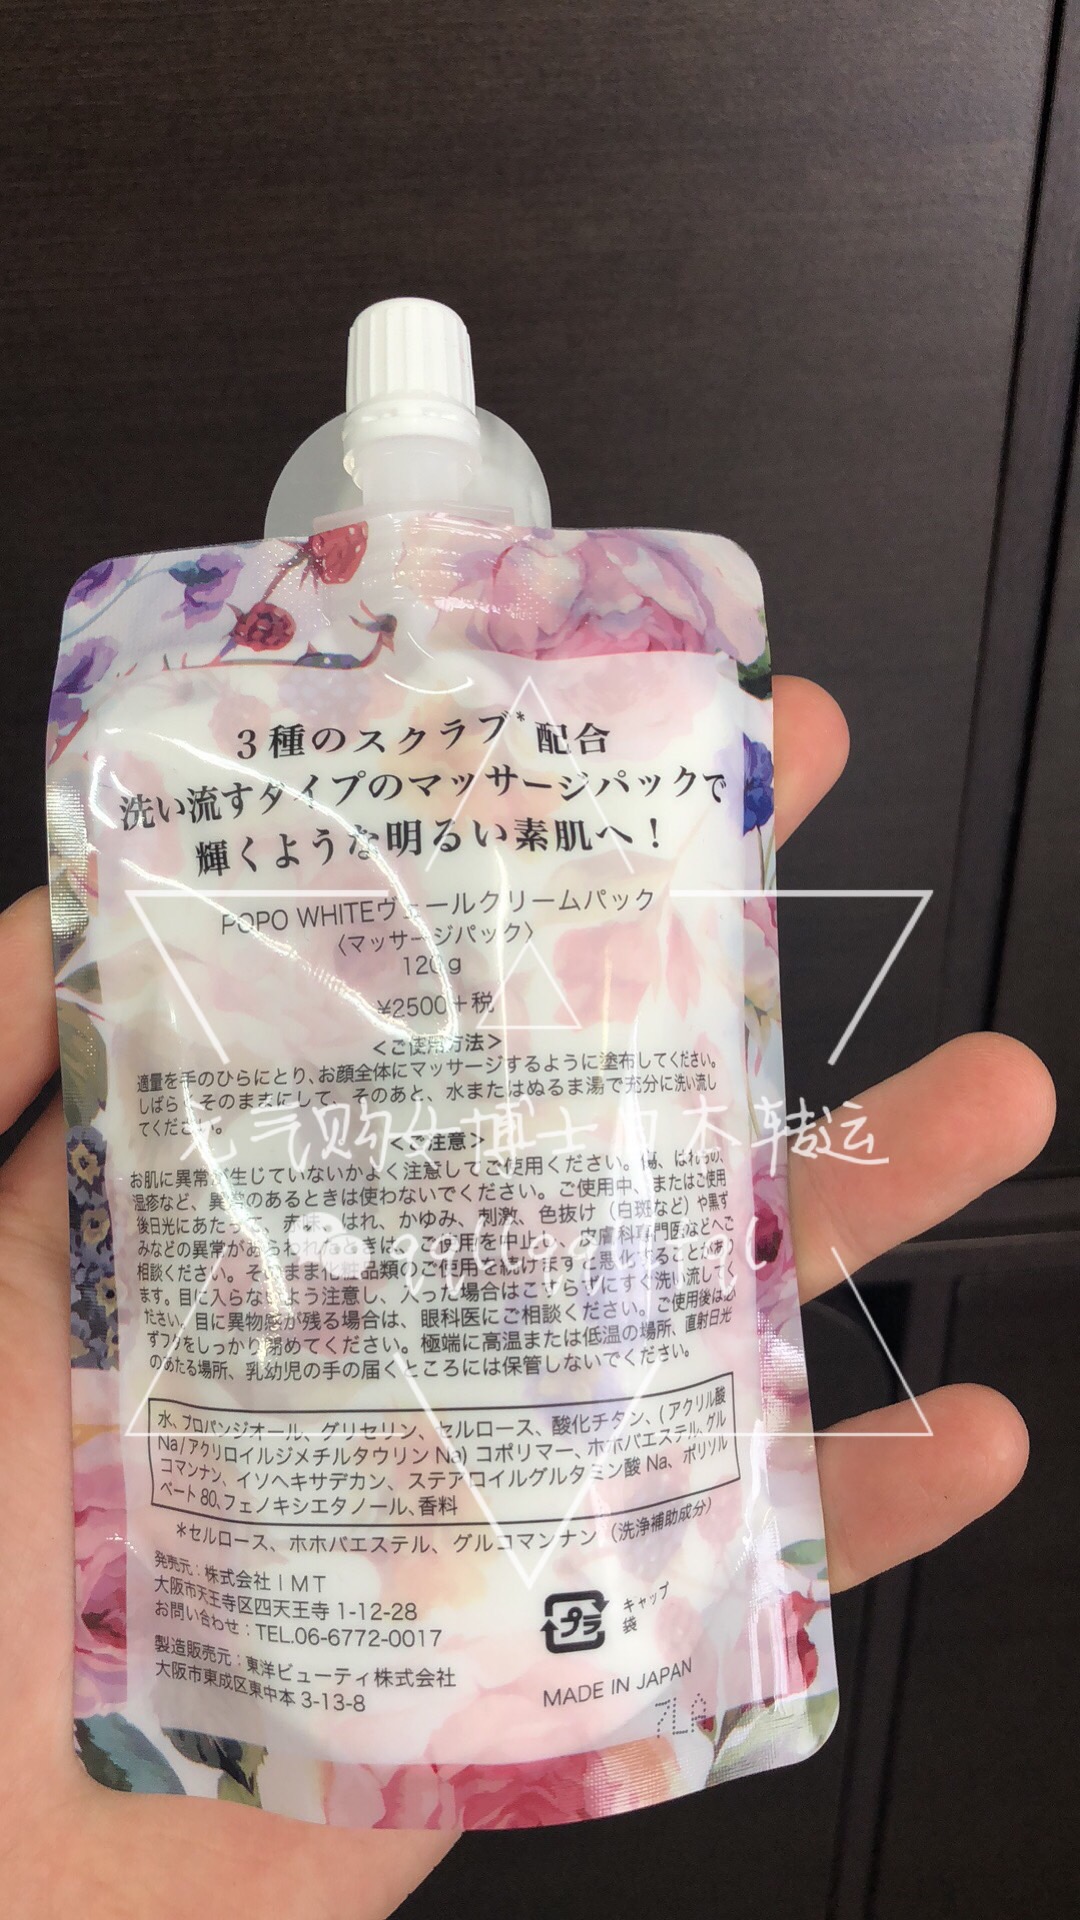 3種のスクラブ*配合
洗い流すタイプのマッサージパックで
輝くような明るい素肌へ!
POPO WHITEヴェールクリームパック
〈マッサージパック〉
120g
¥2500+税
<ご使用方法>
適量を手のひらにとり、お顔全体にマッサージするように塗布してください。
しばらくそのままにして、そのあと、水またはぬるま湯で充分に洗い流し
てください。
元气购女博士日本转运
<ご注意>
お肌に異常が生じていないかよく注意してご使用ください。傷、はれもの、
湿疹など、異常のあるときは使わないでください。ご使用中、またはご使用
後日光にあたって、赤味、はれ、かゆみ、刺激、色抜け（白斑など）や黒ず
みなどの異常があらわれたときは、ご使用を中止し、皮膚科専門医などへご
相談ください。そのまま化粧品類のご使用を続けますと悪化することがあり
ます。目に入らないよう注意し、入った場合はこすらずにすぐ洗い流してく
ださい。目に異物感が残る場合は、眼科医にご相談ください。ご使用後は必
ずフタをしっかり閉めてください。極端に高温または低温の場所、直射日光
のあたる場所、乳幼児の手の届くところには保管しないでください。
水、プロパンジオール、グリセリン、セルロース、酸化チタン、(アクリル酸
Na/アクリロイルジメチルタウリンNa)コポリマー、ホホバエステル、グル
コマンナン、イソヘキサデカン、ステアロイルグルタミン酸Na、ポリソル
ベート80、フェノキシエタノール、香料
*セルロース、ホホバエステル、グルコマンナン（洗浄補助成分）
発売元：株式会社IMT
大阪市天王寺区四天王寺1-12-28
お問い合わせ：TEL.06-6772-0017
製造販売元：東洋ビューティ株式会社
大阪市東成区東中本3-13-8
プラ
キャップ
袋
MADE IN JAPAN
7LA